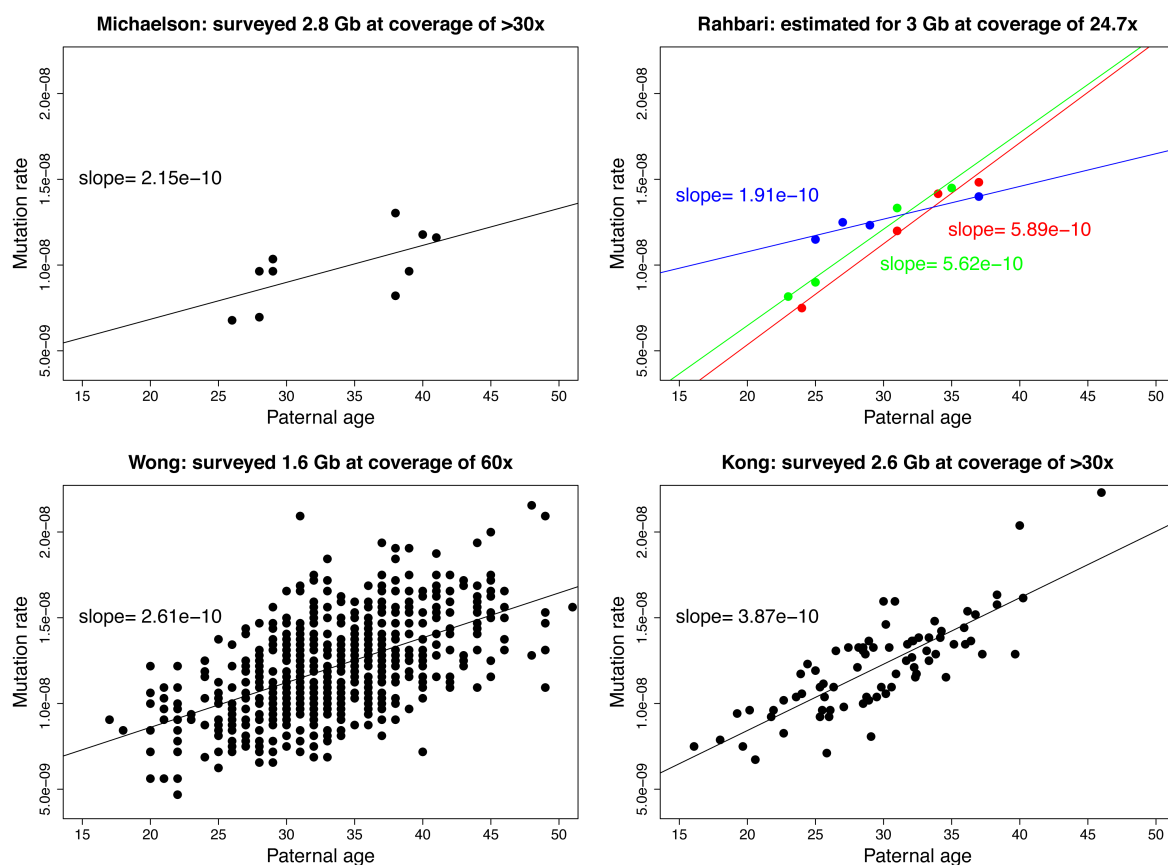 Michaelson: surveyed 2.8 Gb at coverage of >30x
Mutation rate
5.0e−09 1.0e−08 1.5e−08 2.0e−08
slope= 2.15e−10
15 20 25 30 35 40 45 50
Paternal age
Rahbari: estimated for 3 Gb at coverage of 24.7x
Mutation rate
5.0e−09 1.0e−08 1.5e−08 2.0e−08
slope= 1.91e−10
slope= 5.89e−10
slope= 5.62e−10
15 20 25 30 35 40 45 50
Paternal age
Wong: surveyed 1.6 Gb at coverage of 60x
Mutation rate
5.0e−09 1.0e−08 1.5e−08 2.0e−08
slope= 2.61e−10
15 20 25 30 35 40 45 50
Paternal age
Kong: surveyed 2.6 Gb at coverage of >30x
Mutation rate
5.0e−09 1.0e−08 1.5e−08 2.0e−08
slope= 3.87e−10
15 20 25 30 35 40 45 50
Paternal age